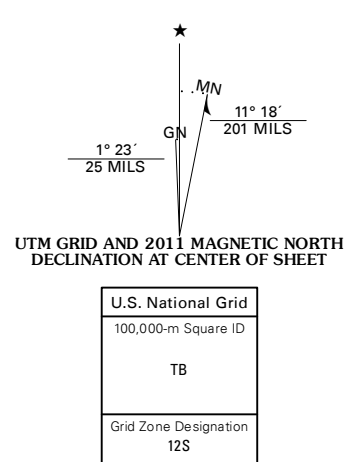 ★
MN
11° 18´
201 MILS
GN
1° 23´
25 MILS
UTM GRID AND 2011 MAGNETIC NORTH
DECLINATION AT CENTER OF SHEET
U.S. National Grid
100,000-m Square ID
TB
Grid Zone Designation
12S